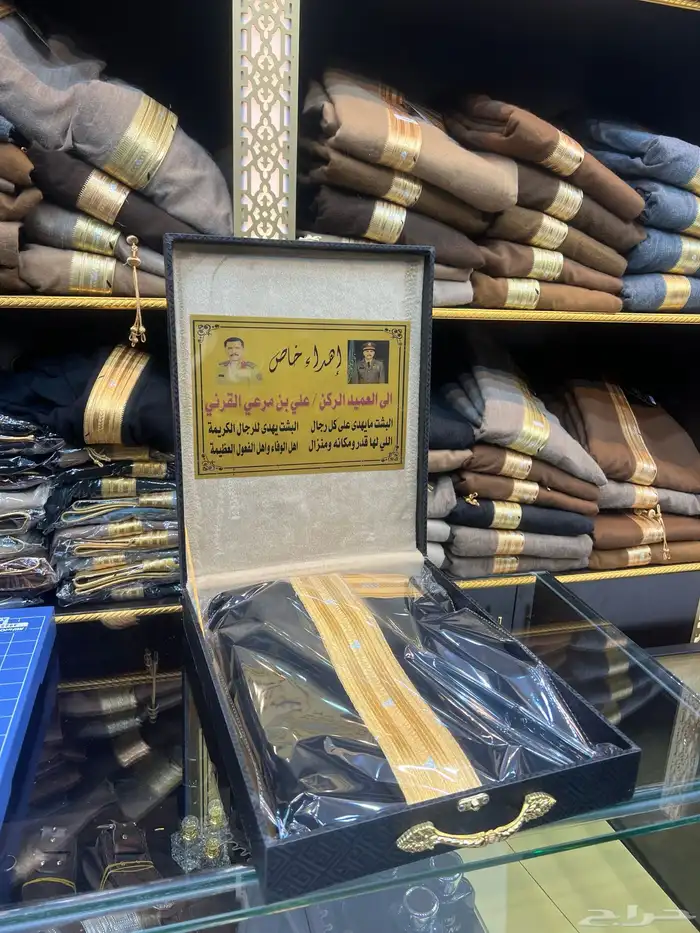 إهداء خاص
الى العميد الركن / علي بن مرعي القرني
البشت مايهدى على كل رجال    البشت يهدى للرجال الكريمة
اللي لها قدر ومكانه ومنزال    اهل الوفاء واهل الفعول العظيمة
حراج